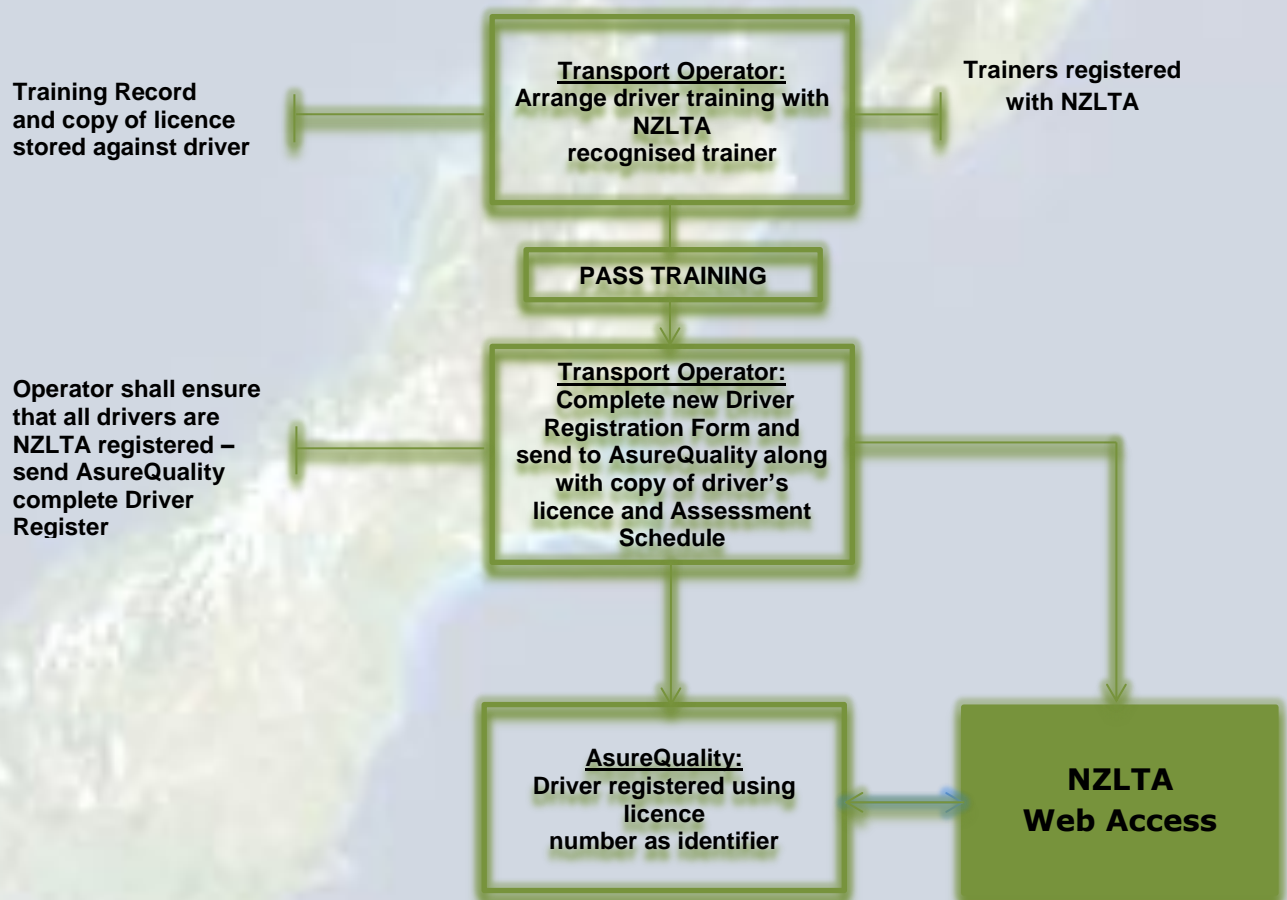 Training Record
and copy of licence
stored against driver
Transport Operator:
Arrange driver training with
NZLTA
recognised trainer
Trainers registered
with NZLTA
PASS TRAINING
Operator shall ensure
that all drivers are
NZLTA registered –
send AsureQuality
complete Driver
Register
Transport Operator:
Complete new Driver
Registration Form and
send to AsureQuality along
with copy of driver's
licence and Assessment
Schedule
AsureQuality:
Driver registered using
licence
number as identifier
NZLTA
Web Access